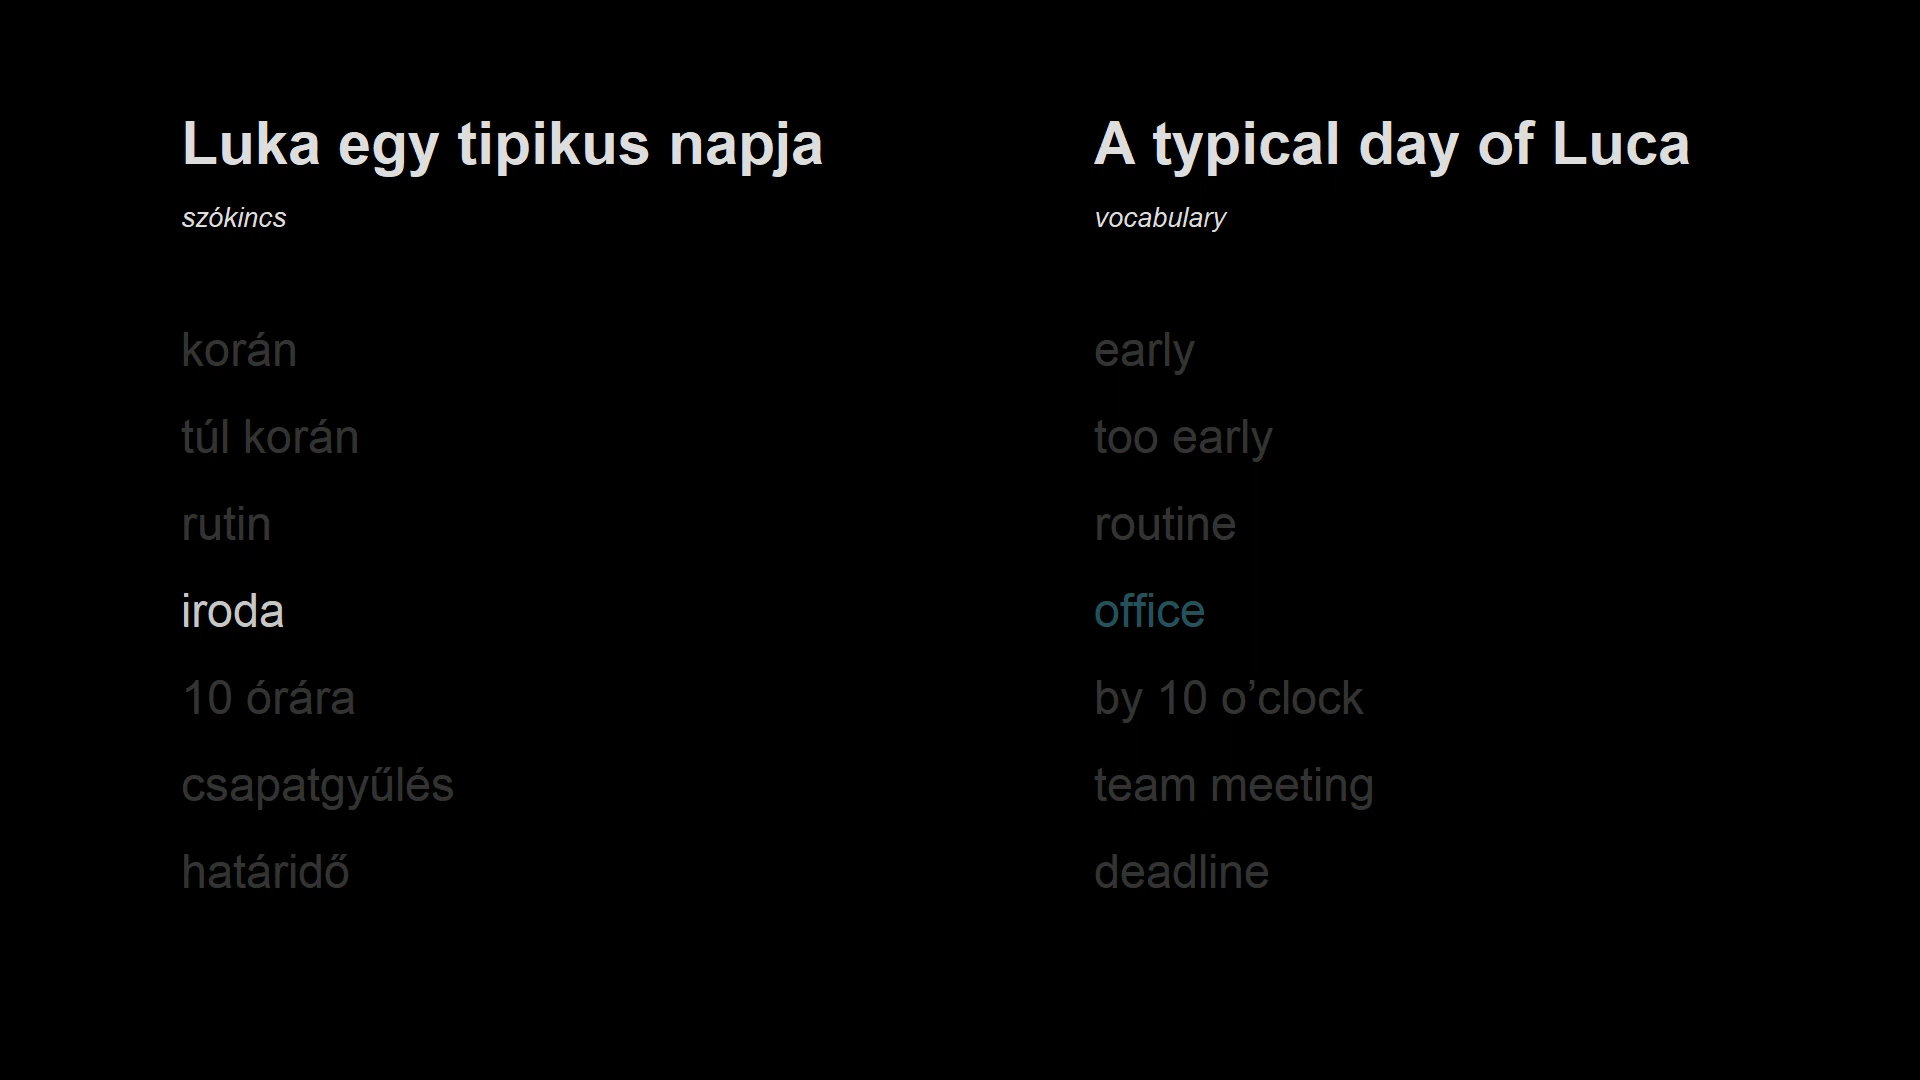 Luka egy tipikus napja
szókincs
korán
túl korán
rutin
iroda
10 órára
csapatgyűlés
határidő
A typical day of Luca
vocabulary
early
too early
routine
office
by 10 o’clock
team meeting
deadline